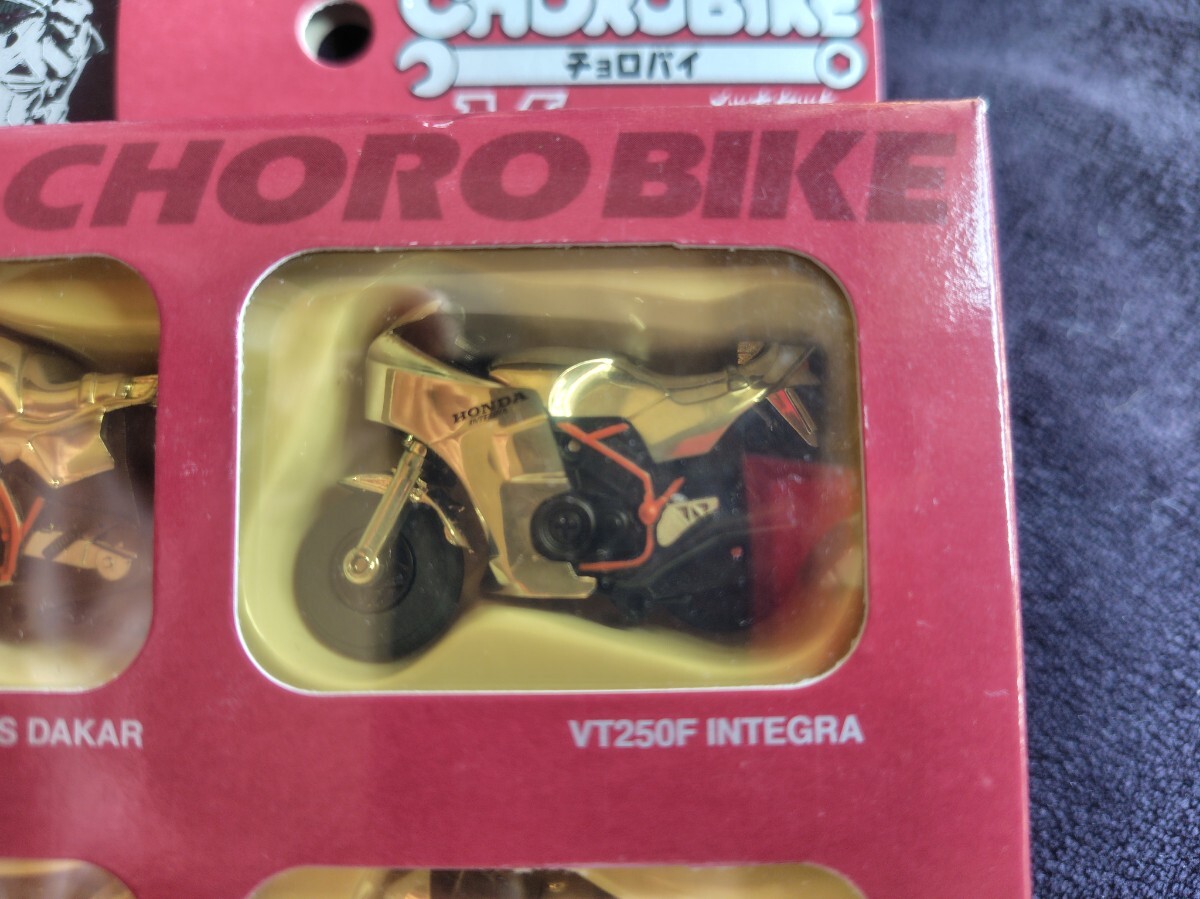 CHOROBIKE
チョロバイ
CHORO BIKE
HONDA
S DAKAR
VT250F INTEGRA